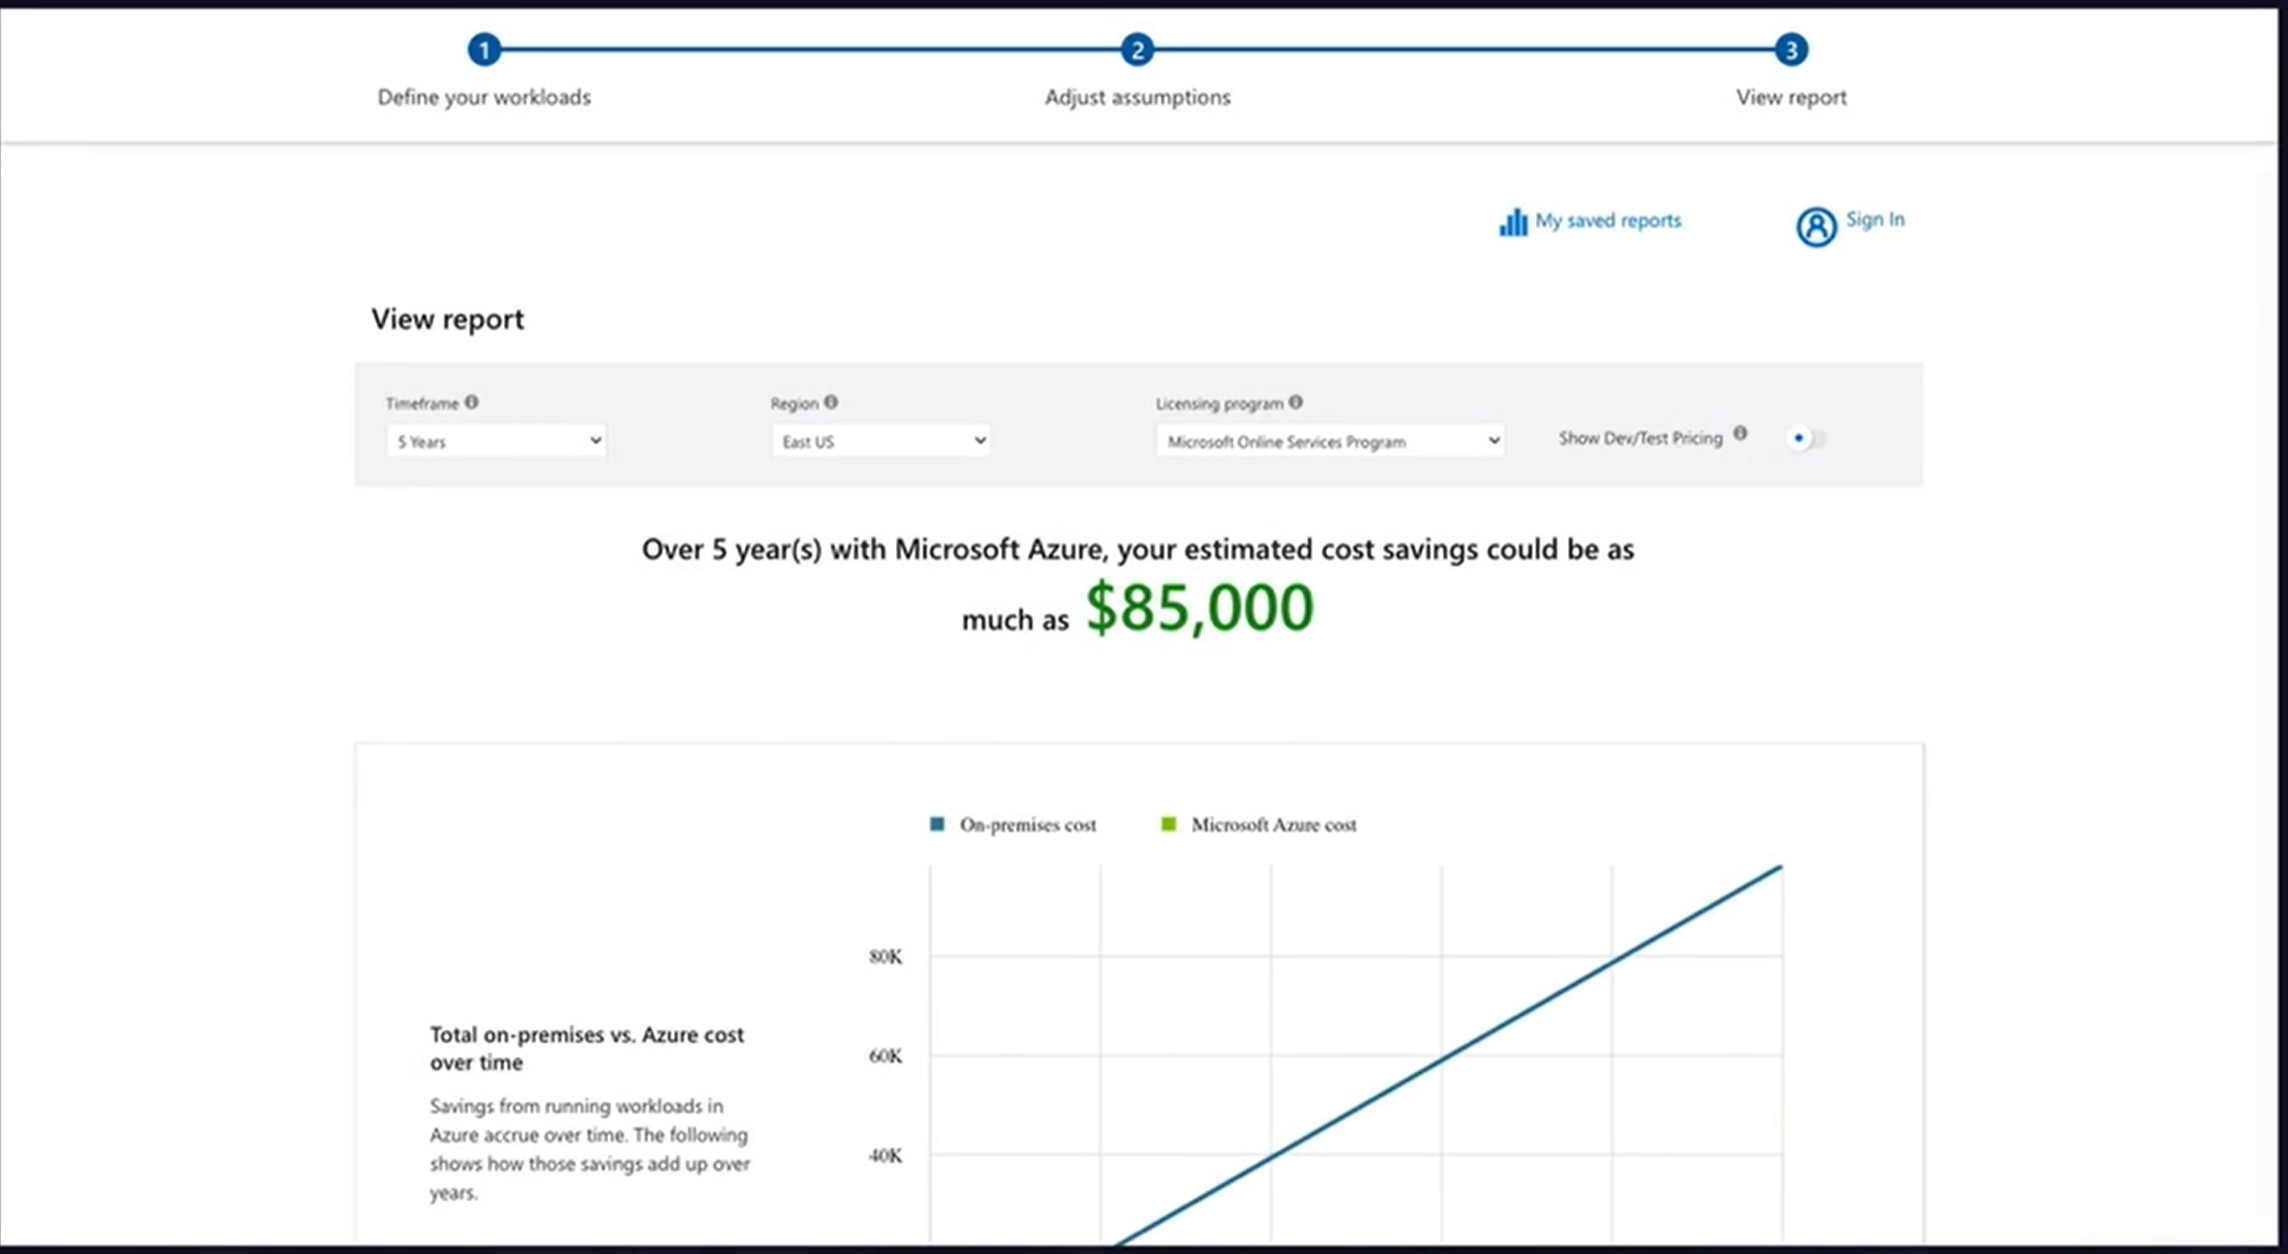 1
2
3
Define your workloads
Adjust assumptions
View report
My saved reports
Sign In
View report
Timeframe
Region
Licensing program
Show Dev/Test Pricing
5 Years
East US
Microsoft Online Services Program
Over 5 year(s) with Microsoft Azure, your estimated cost savings could be as
much as $85,000
On-premises cost
Microsoft Azure cost
80K
60K
40K
Total on-premises vs. Azure cost
over time
Savings from running workloads in
Azure accrue over time. The following
shows how those savings add up over
years.